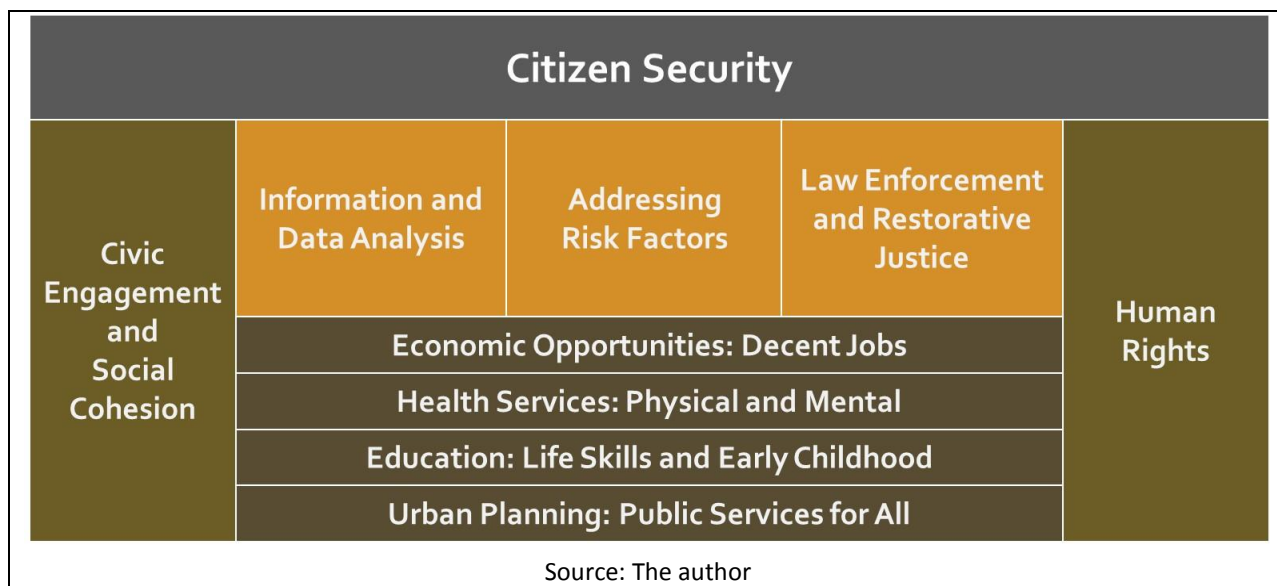 Citizen Security
Civic
Engagement
and
Social
Cohesion
Information and
Data Analysis
Addressing
Risk Factors
Law Enforcement
and Restorative
Justice
Human
Rights
Economic Opportunities: Decent Jobs
Health Services: Physical and Mental
Education: Life Skills and Early Childhood
Urban Planning: Public Services for All
Source: The author